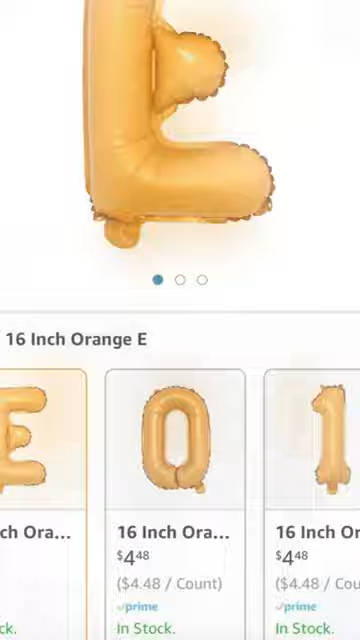 16 Inch Orange E
ch Ora...
16 Inch Ora...
16 Inch Or
$4.48
$4.48
($4.48 / Count)
($4.48 / Cou
prime
prime
ck.
In Stock.
In Stock.